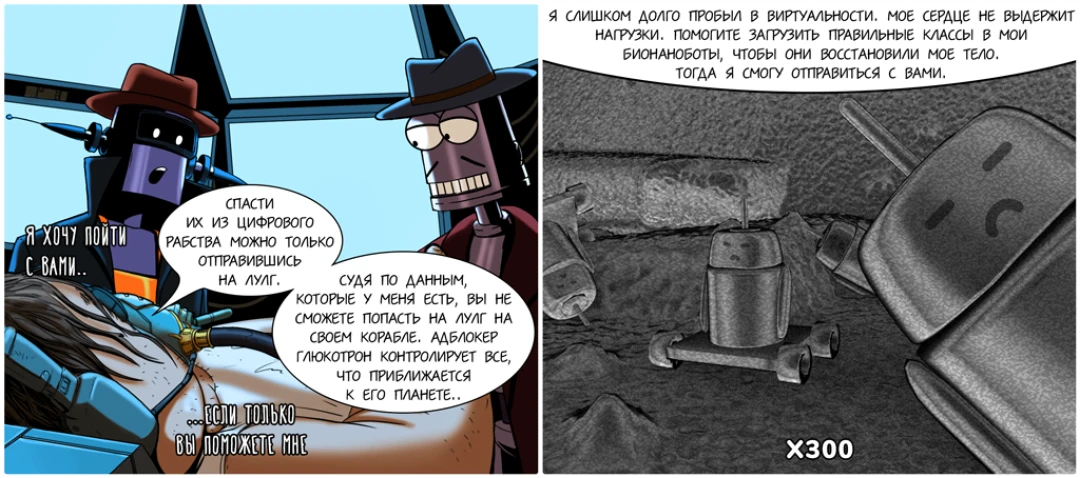 Я ХОЧУ ПОЙТИ
С ВАМИ..
СПАСТИ
ИХ ИЗ ЦИФРОВОГО
РАБСТВА МОЖНО ТОЛЬКО
ОТПРАВИВШИСЬ
НА ЛУЛГ.
СУДЯ ПО ДАННЫМ,
КОТОРЫЕ У МЕНЯ ЕСТЬ, ВЫ НЕ
СМОЖЕТЕ ПОПАСТЬ НА ЛУЛГ НА
СВОЕМ КОРАБЛЕ. АДБЛОКЕР
ГЛЮКОТРОН КОНТРОЛИРУЕТ ВСЕ,
ЧТО ПРИБЛИЖАЕТСЯ
К ЕГО ПЛАНЕТЕ..
...ЕСЛИ ТОЛЬКО
ВЫ ПОМОЖЕТЕ МНЕ
Я СЛИШКОМ ДОЛГО ПРОБЫЛ В ВИРТУАЛЬНОСТИ. МОЕ СЕРДЦЕ НЕ ВЫДЕРЖИТ
НАГРУЗКИ. ПОМОГИТЕ ЗАГРУЗИТЬ ПРАВИЛЬНЫЕ КЛАССЫ В МОИ
БИОНАНОБОТЫ, ЧТОБЫ ОНИ ВОССТАНОВИЛИ МОЕ ТЕЛО.
ТОГДА Я СМОГУ ОТПРАВИТЬСЯ С ВАМИ.
X300